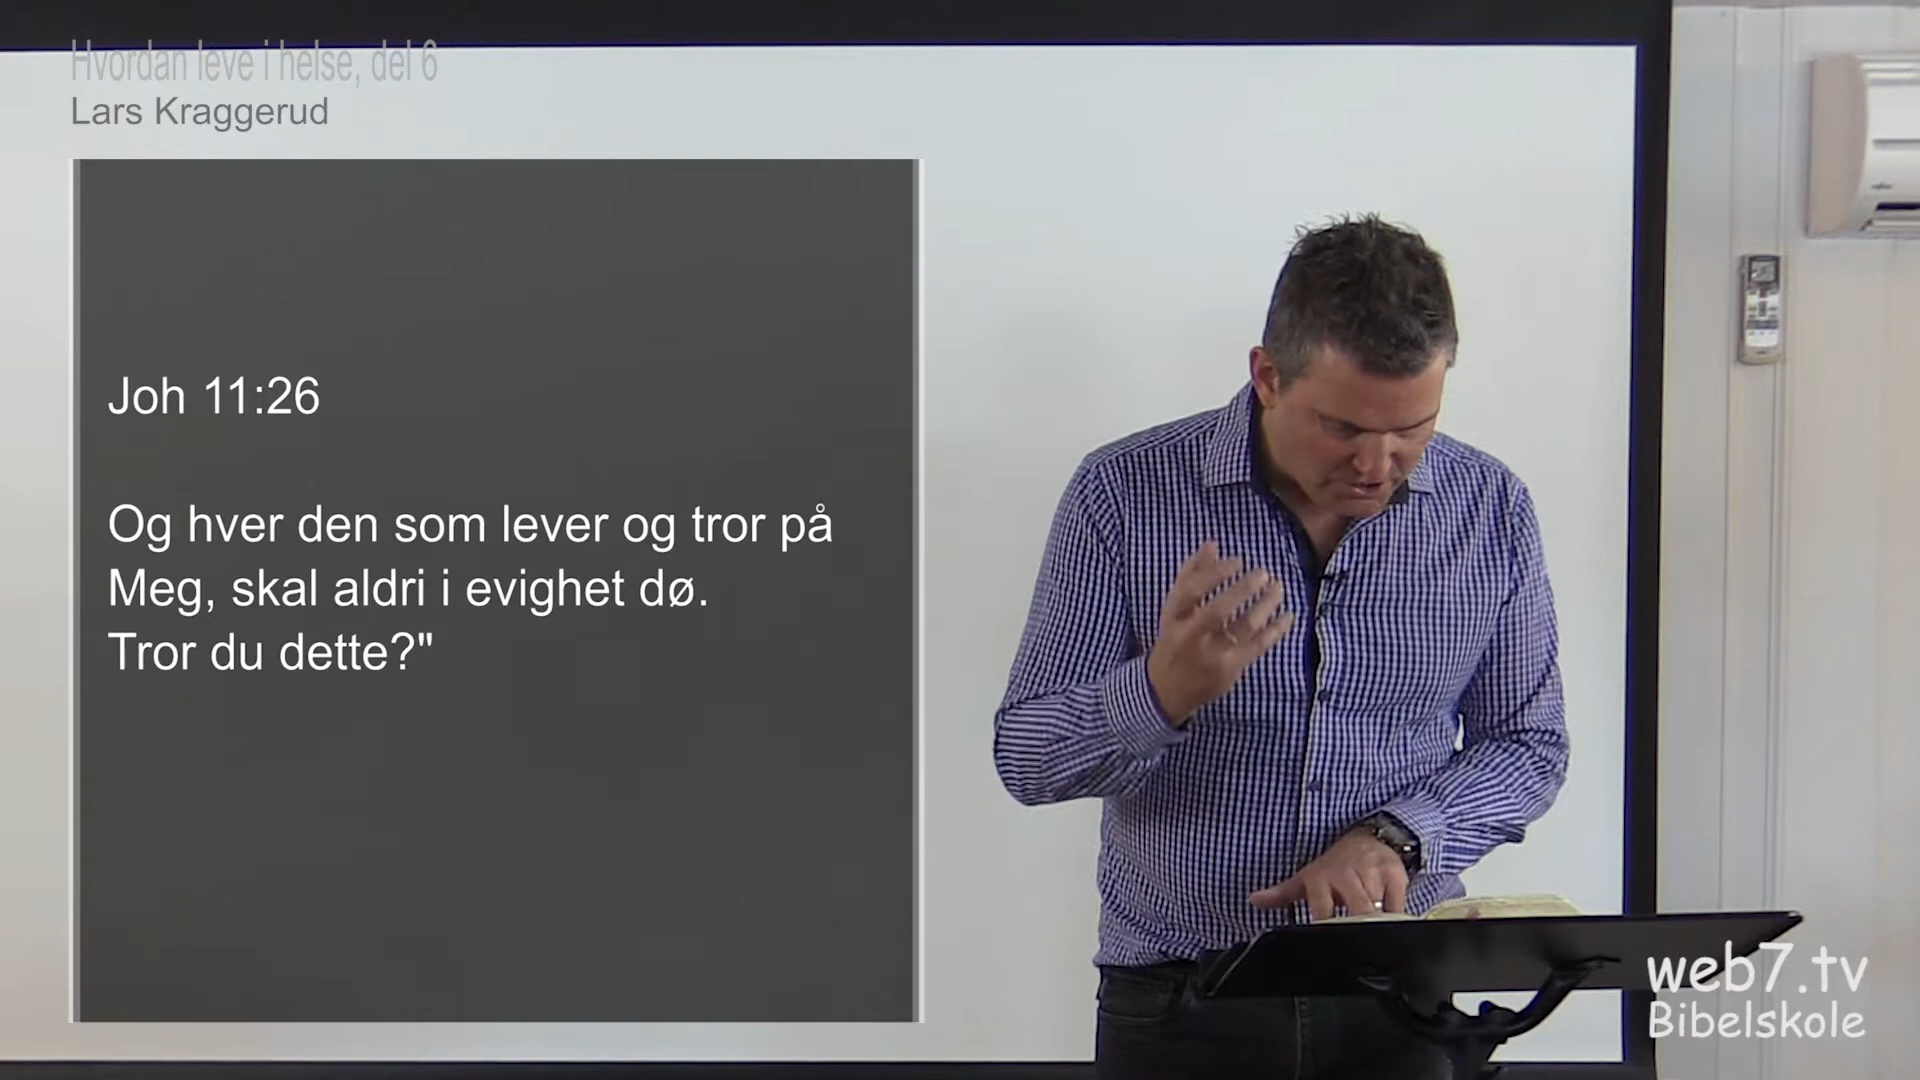 Hvordan leve i helse, del 6
Lars Kraggerud
Joh 11:26
Og hver den som lever og tror på
Meg, skal aldri i evighet dø.
Tror du dette?"
web7.tv
Bibelskole